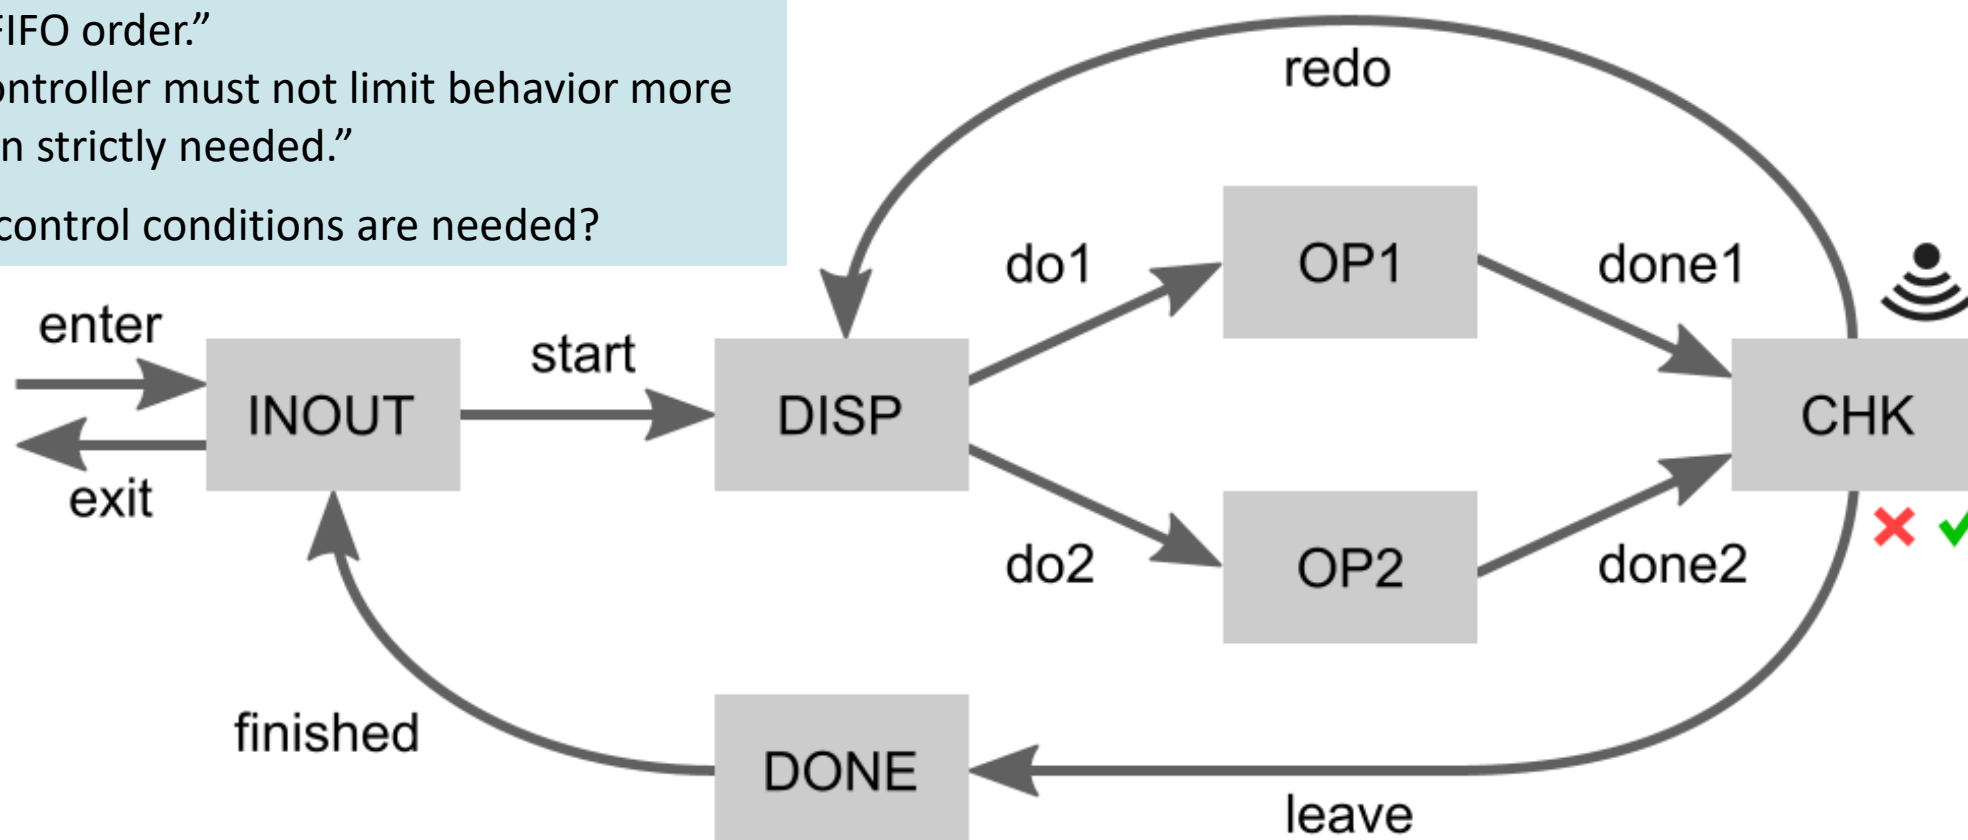 FIFO order.”
ontroller must not limit behavior more
n strictly needed.”
control conditions are needed?
redo
do1
OP1
done1
enter
start
INOUT
DISP
CHK
exit
do2
OP2
done2
finished
DONE
leave